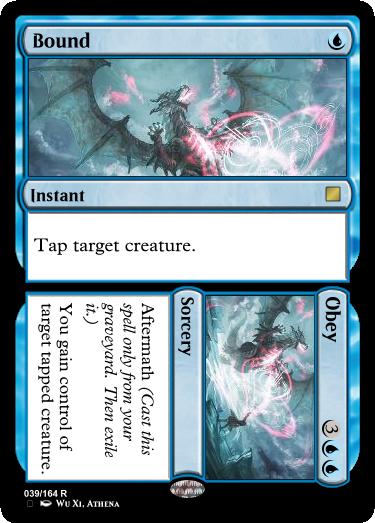 Bound
Instant
Tap target creature.
Obey
3
Sorcery
Aftermath (Cast this
spell only from your
graveyard. Then exile
it.)
You gain control of
target tapped creature.
039/164 R
Wu Xi, Athena